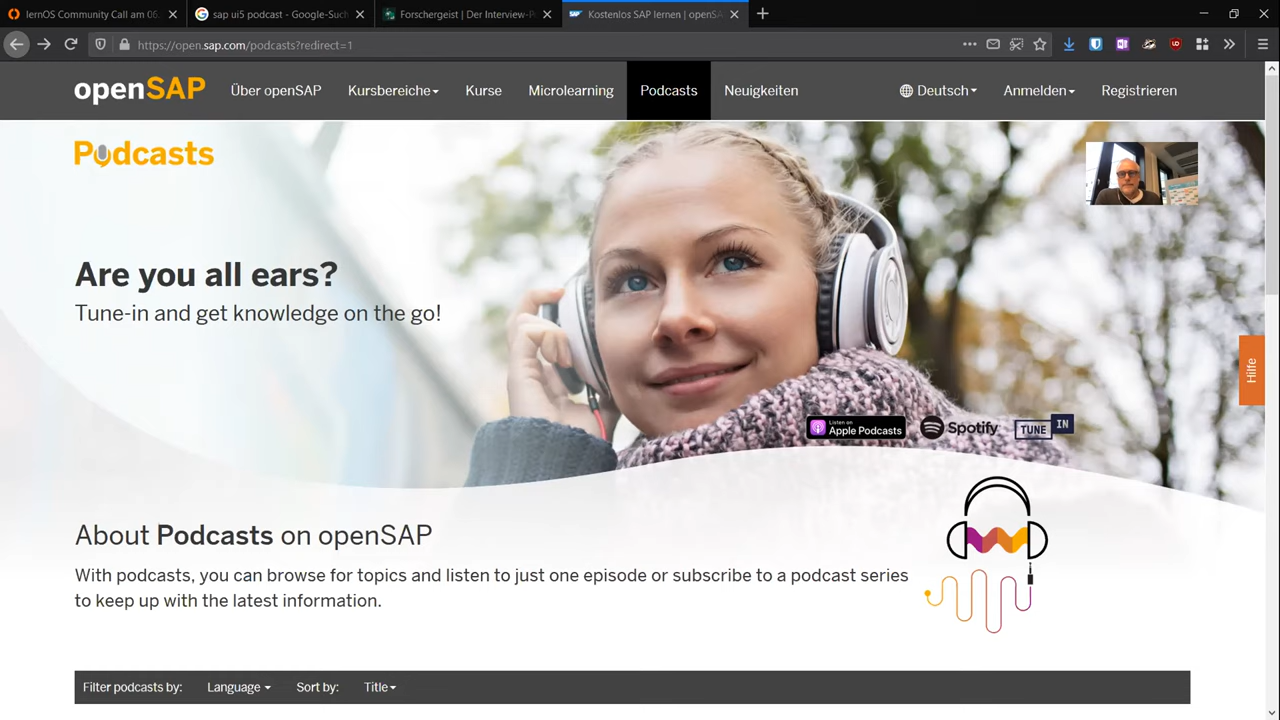 lernOS Community Call am 06.
sap ui5 podcast - Google-Such
Forschergeist | Der Interview-P
Kostenlos SAP lernen | openSA
https://open.sap.com/podcasts?redirect=1
openSAP
Über openSAP
Kursbereiche
Kurse
Microlearning
Podcasts
Neuigkeiten
Deutsch
Anmelden
Registrieren
Podcasts
Are you all ears?
Tune-in and get knowledge on the go!
Hilfe
Listen on
Apple Podcasts
Spotify
TUNE IN
About Podcasts on openSAP
With podcasts, you can browse for topics and listen to just one episode or subscribe to a podcast series
to keep up with the latest information.
Filter podcasts by:
Language
Sort by:
Title